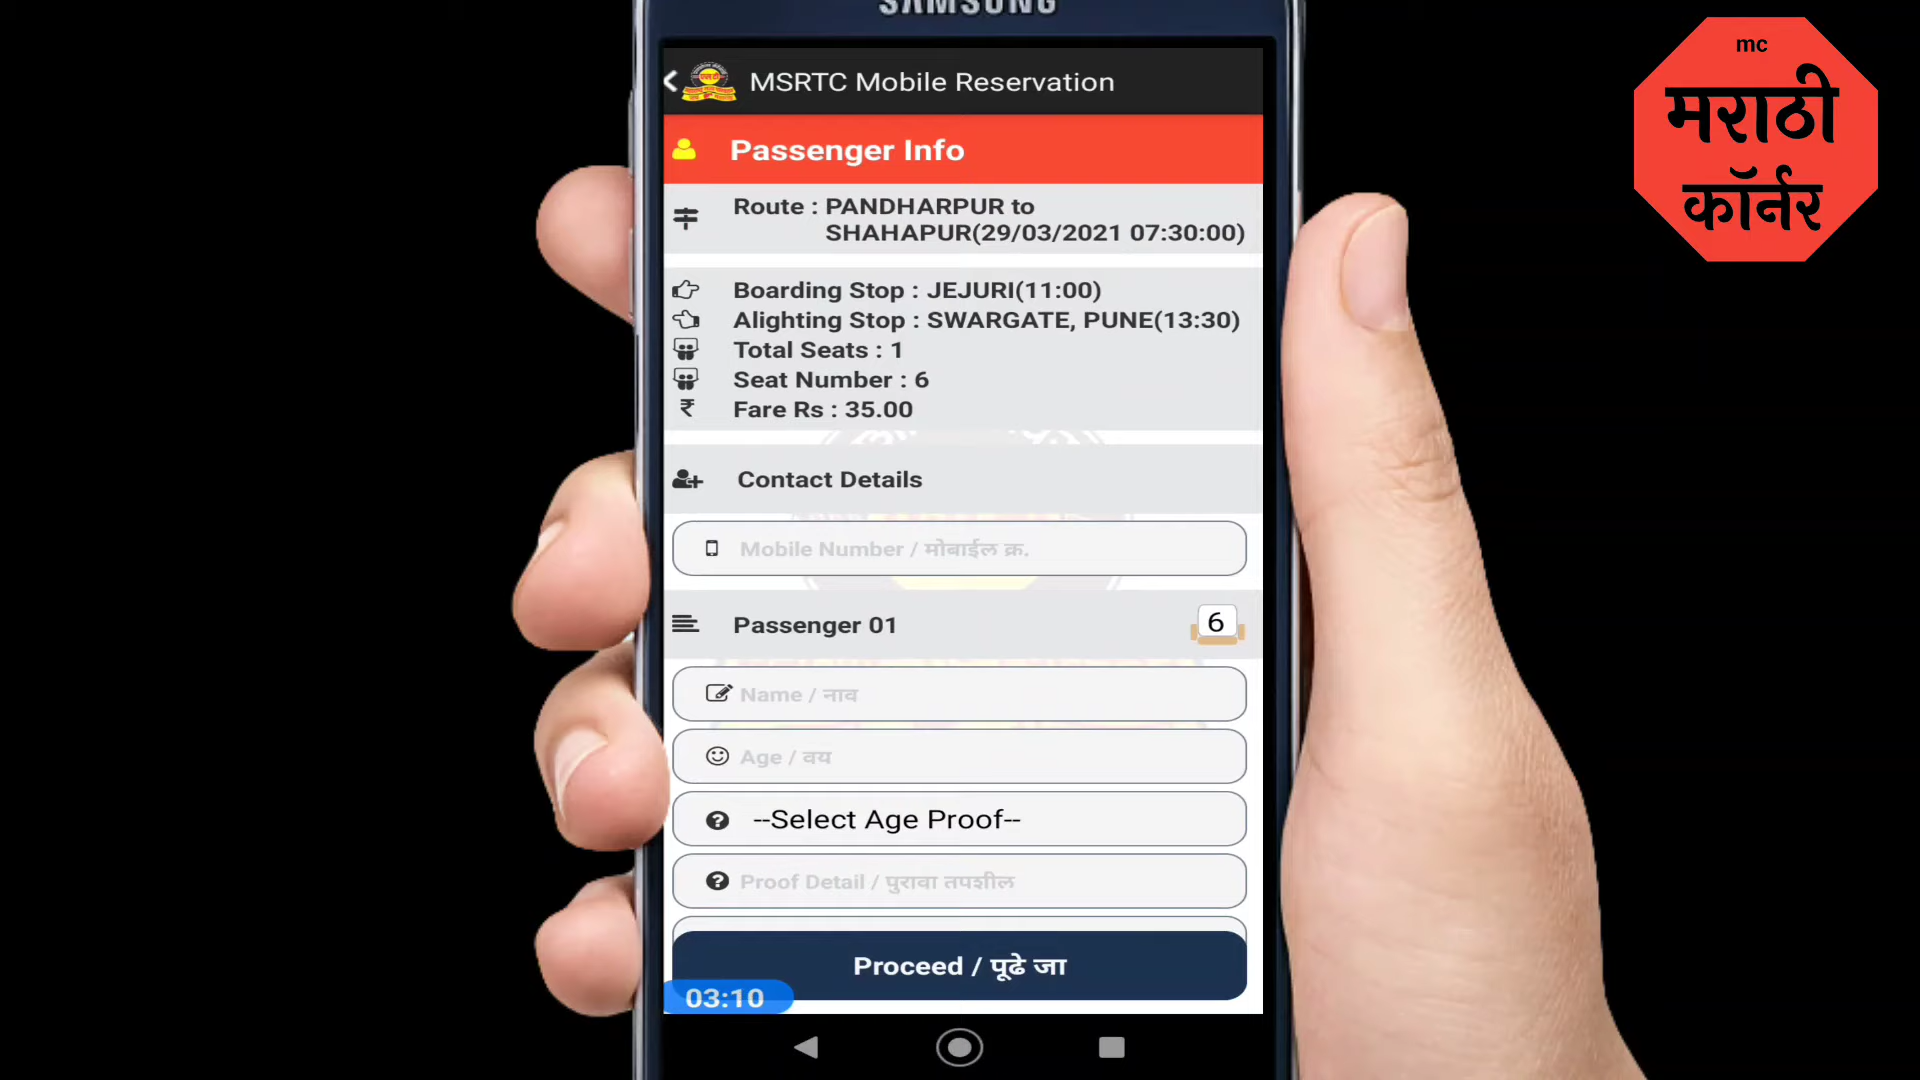 SAMSUNG
mc
मराठी
कॉर्नर
MSRTC Mobile Reservation
Passenger Info
Route : PANDHARPUR to
SHAHAPUR(29/03/2021 07:30:00)
Boarding Stop : JEJURI(11:00)
Alighting Stop : SWARGATE, PUNE(13:30)
Total Seats : 1
Seat Number : 6
₹ Fare Rs : 35.00
Contact Details
Mobile Number / मोबाईल क्र.
Passenger 01 6
Name / नाव
Age / वय
--Select Age Proof--
Proof Detail / पुरावा तपशील
Proceed / पूढे जा
03:10